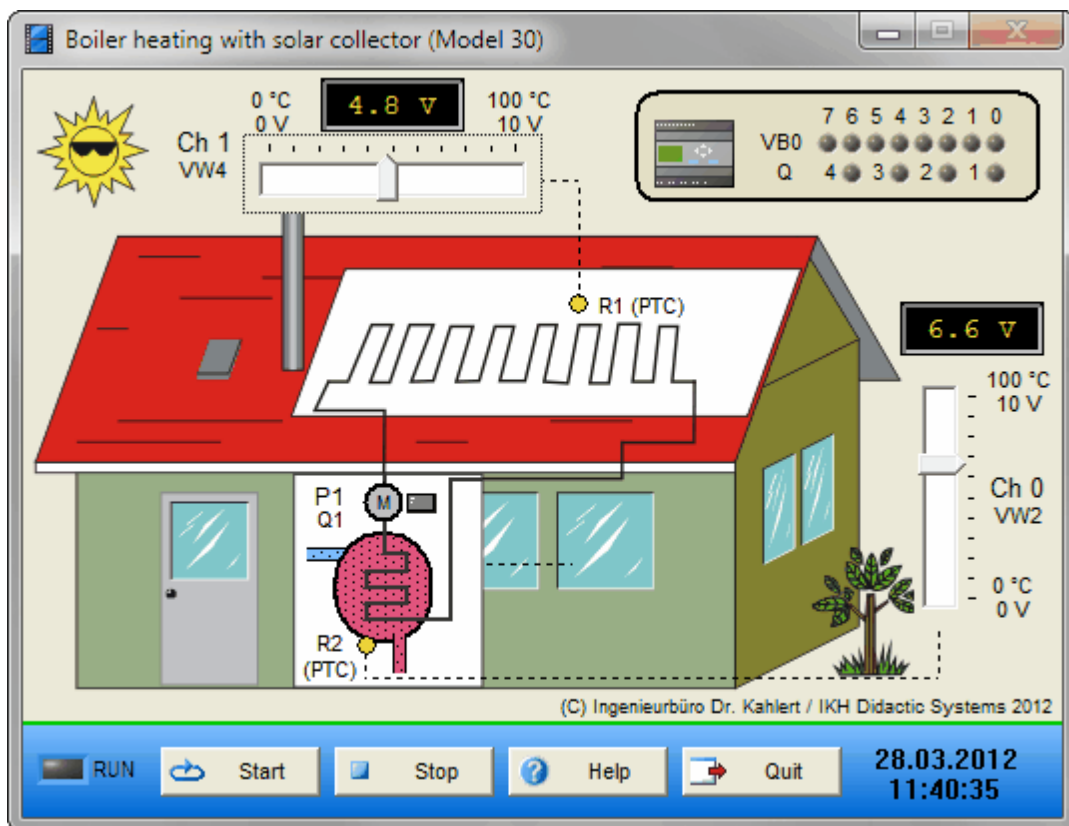 Boiler heating with solar collector (Model 30)
0 °C
0 V
4.8 V
100 °C
10 V
Ch 1
VW4
7 6 5 4 3 2 1 0
VB0
Q 4 3 2 1
R1 (PTC)
6.6 V
100 °C
10 V
Ch 0
VW2
0 °C
0 V
P1
Q1
M
R2
(PTC)
(C) Ingenieurbüro Dr. Kahlert / IKH Didactic Systems 2012
RUN
Start
Stop
? Help
Quit
28.03.2012
11:40:35